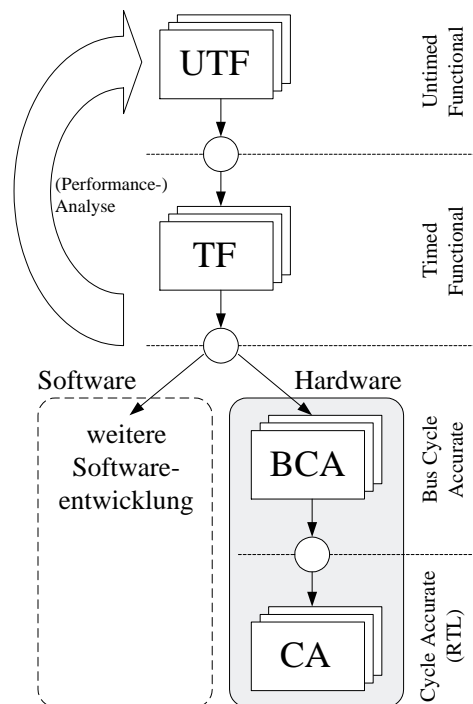 UTF
Untimed
Functional
(Performance-)
Analyse
TF
Timed
Functional
Software
Hardware
weitere
Software-
entwicklung
BCA
Bus Cycle
Accurate
CA
Cycle Accurate
(RTL)